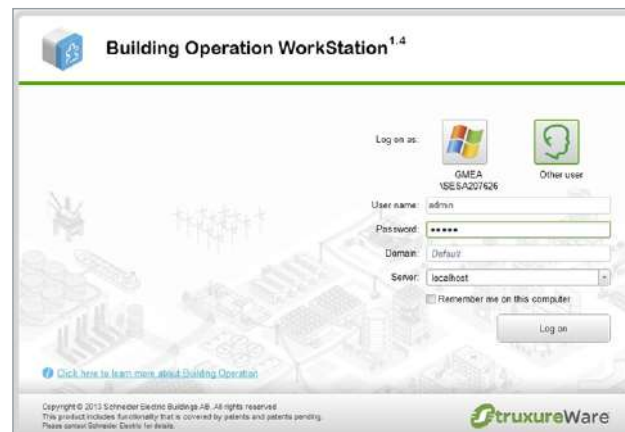 Building Operation WorkStation 1.4
Log on as:
GMEA
\SESA207626
Other user
User name: admin
Password: •••••
Domain: Default
Server: localhost
Remember me on this computer
Log on
Click here to learn more about Building Operation
Copyright © 2013 Schneider Electric Buildings AB. All rights reserved
This product includes functionality that is covered by patents and patents pending.
Please contact Schneider Electric for details.
StruxureWare